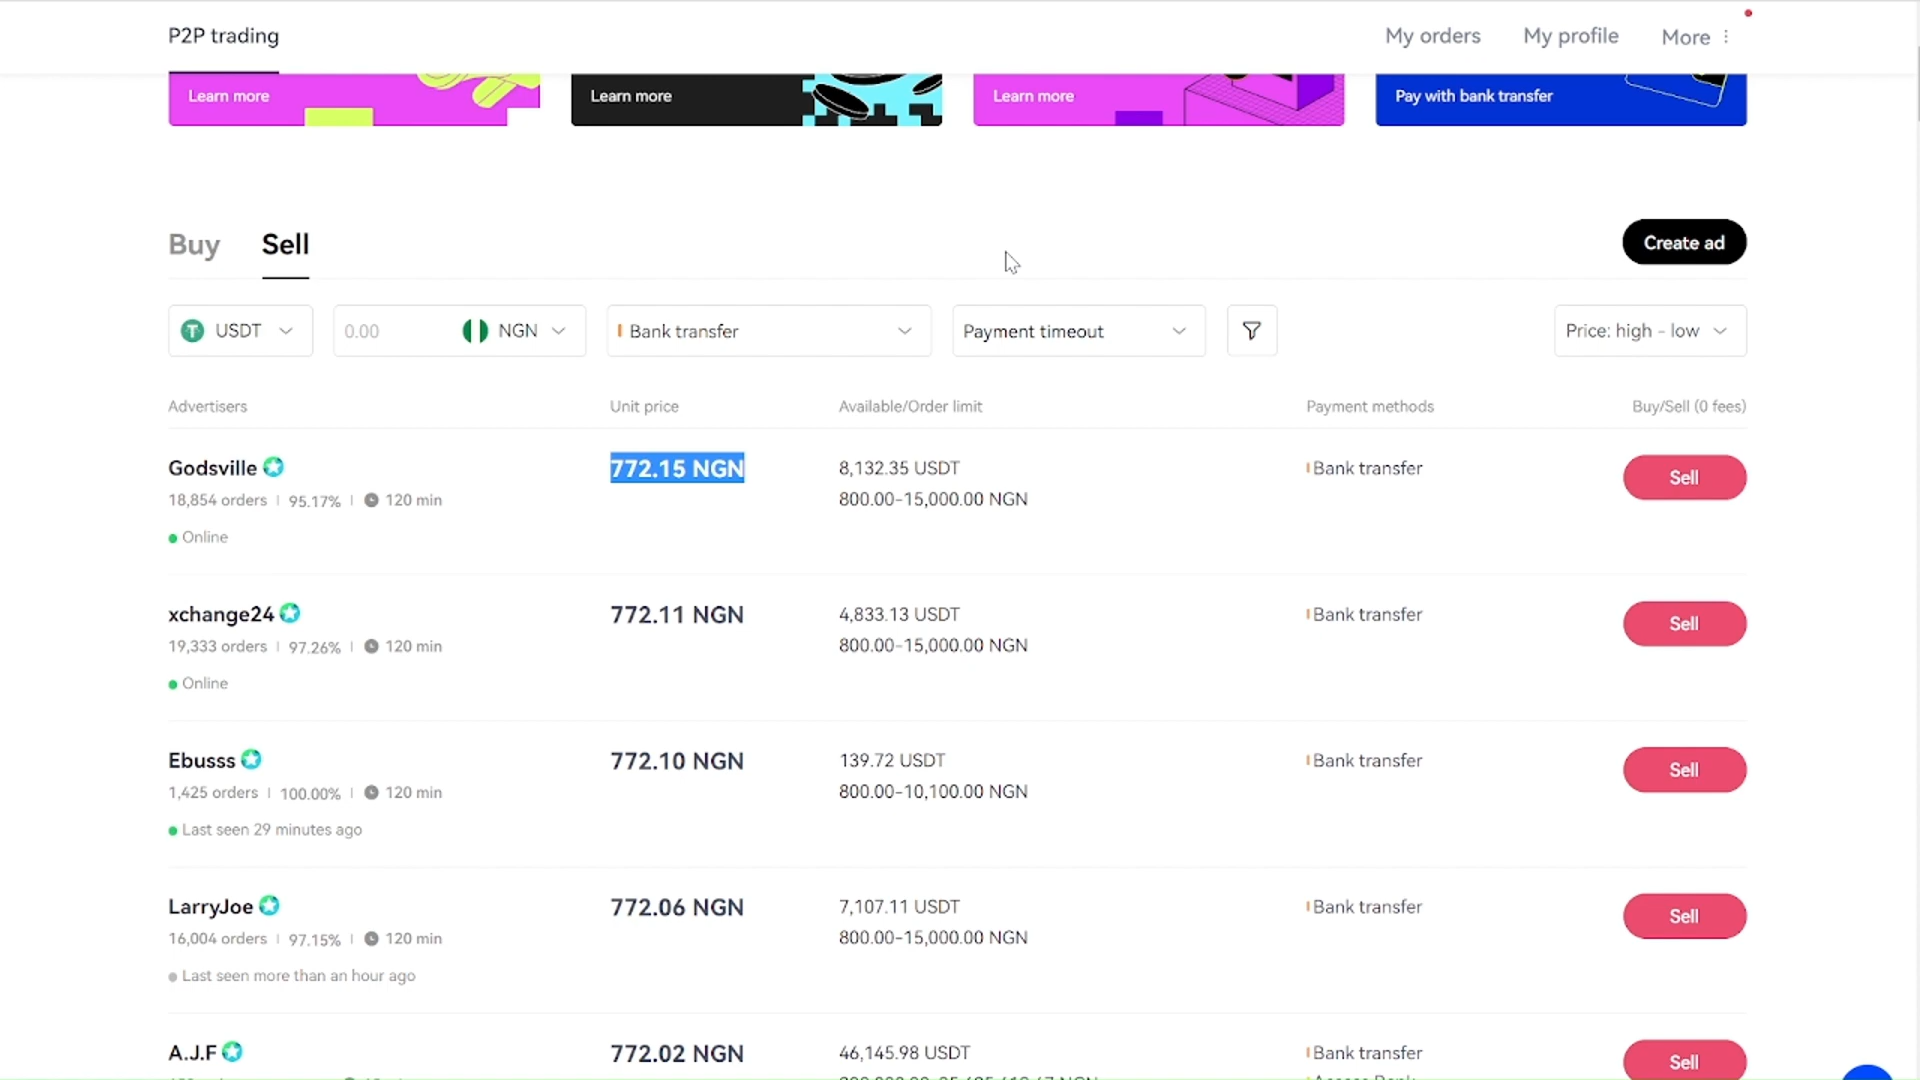 P2P trading
My orders
My profile
More
Learn more
Learn more
Learn more
Pay with bank transfer
Buy
Sell
Create ad
USDT
0.00
NGN
Bank transfer
Payment timeout
Price: high - low
Advertisers
Unit price
Available/Order limit
Payment methods
Buy/Sell (0 fees)
Godsville
772.15 NGN
8,132.35 USDT
Bank transfer
Sell
18,854 orders | 95.17% | 120 min
800.00-15,000.00 NGN
Online
xchange24
772.11 NGN
4,833.13 USDT
Bank transfer
Sell
19,333 orders | 97.26% | 120 min
800.00-15,000.00 NGN
Online
Ebusss
772.10 NGN
139.72 USDT
Bank transfer
Sell
1,425 orders | 100.00% | 120 min
800.00-10,100.00 NGN
Last seen 29 minutes ago
LarryJoe
772.06 NGN
7,107.11 USDT
Bank transfer
Sell
16,004 orders | 97.15% | 120 min
800.00-15,000.00 NGN
Last seen more than an hour ago
A.J.F
772.02 NGN
46,145.98 USDT
Bank transfer
Sell